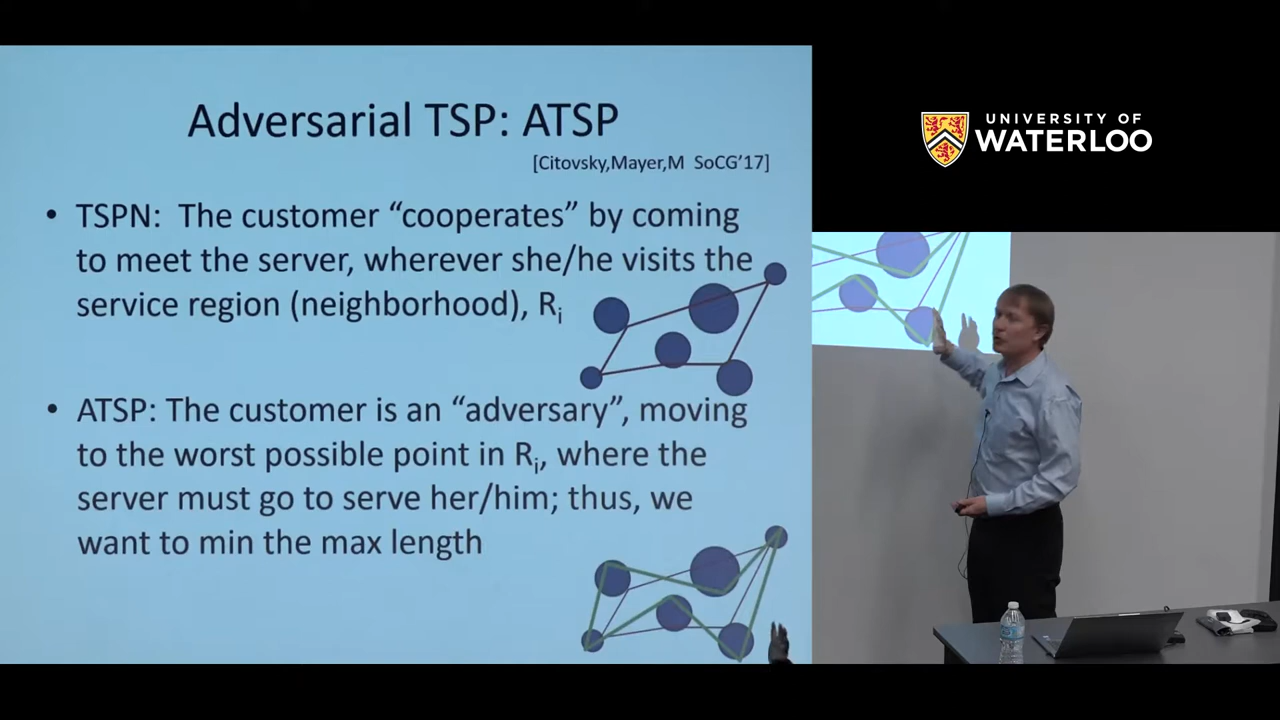 Adversarial TSP: ATSP
[Citovsky,Mayer,M SoCG'17]
• TSPN: The customer “cooperates” by coming
to meet the server, wherever she/he visits the
service region (neighborhood), Ri
• ATSP: The customer is an “adversary”, moving
to the worst possible point in Ri, where the
server must go to serve her/him; thus, we
want to min the max length
UNIVERSITY OF
WATERLOO